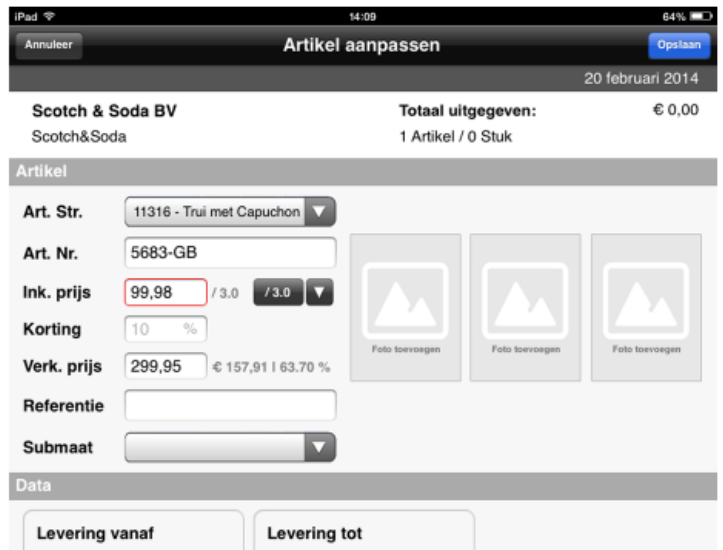 iPad 14:09 64%
Annuleer Artikel aanpassen Opslaan
20 februari 2014
Scotch & Soda BV Totaal uitgegeven: € 0,00
Scotch&Soda 1 Artikel / 0 Stuk
Artikel
Art. Str. 11316 - Trui met Capuchon
Art. Nr. 5683-GB
Ink. prijs 99,98 / 3.0 / 3.0
Korting 10 %
Verk. prijs 299,95 € 157,91 | 63.70 %
Foto toevoegen Foto toevoegen Foto toevoegen
Referentie
Submaat
Data
Levering vanaf Levering tot